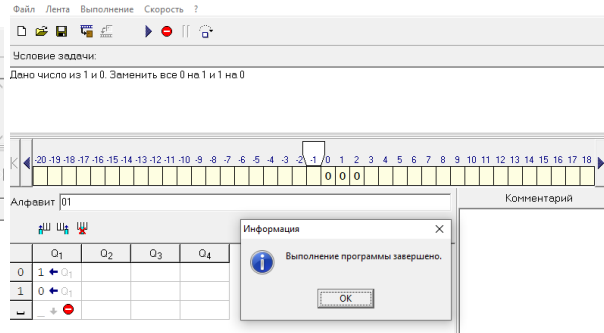 Файл Лента Выполнение Скорость ?
Условие задачи:
Дано число из 1 и 0. Заменить все 0 на 1 и 1 на 0
-20 -19 -18 -17 -16 -15 -14 -13 -12 -11 -10 -9 -8 -7 -6 -5 -4 -3 -2 -1 0 1 2 3 4 5 6 7 8 9 10 11 12 13 14 15 16 17 18
0 0 0
Алфавит 01
Комментарий
Информация
Выполнение программы завершено.
OK
Q1 Q2 Q3 Q4
0 1 ← Q1
1 0 ← Q1
_ ↓